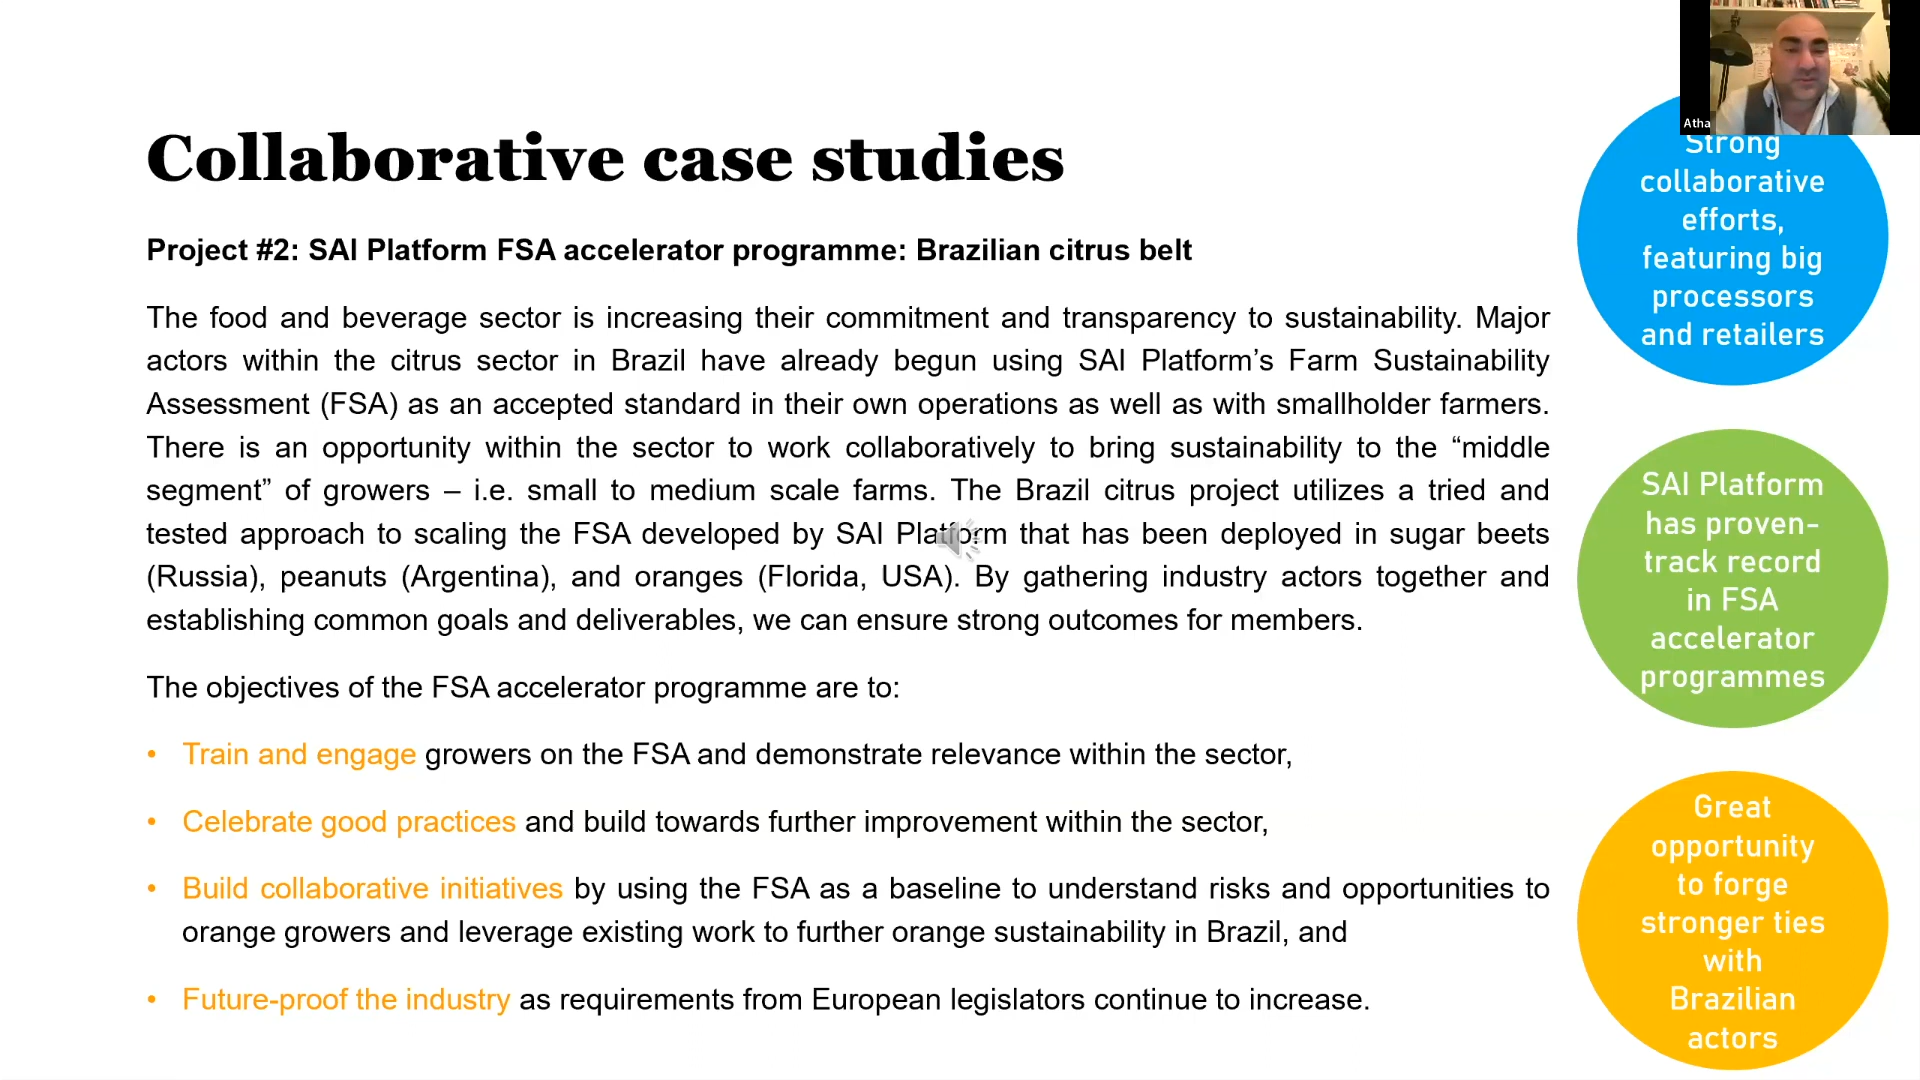 Atha
Collaborative case studies
Project #2: SAI Platform FSA accelerator programme: Brazilian citrus belt
The food and beverage sector is increasing their commitment and transparency to sustainability. Major
actors within the citrus sector in Brazil have already begun using SAI Platform’s Farm Sustainability
Assessment (FSA) as an accepted standard in their own operations as well as with smallholder farmers.
There is an opportunity within the sector to work collaboratively to bring sustainability to the “middle
segment” of growers – i.e. small to medium scale farms. The Brazil citrus project utilizes a tried and
tested approach to scaling the FSA developed by SAI Platform that has been deployed in sugar beets
(Russia), peanuts (Argentina), and oranges (Florida, USA). By gathering industry actors together and
establishing common goals and deliverables, we can ensure strong outcomes for members.
The objectives of the FSA accelerator programme are to:
• Train and engage growers on the FSA and demonstrate relevance within the sector,
• Celebrate good practices and build towards further improvement within the sector,
• Build collaborative initiatives by using the FSA as a baseline to understand risks and opportunities to
orange growers and leverage existing work to further orange sustainability in Brazil, and
• Future-proof the industry as requirements from European legislators continue to increase.
Strong
collaborative
efforts,
featuring big
processors
and retailers
SAI Platform
has proven-
track record
in FSA
accelerator
programmes
Great
opportunity
to forge
stronger ties
with
Brazilian
actors